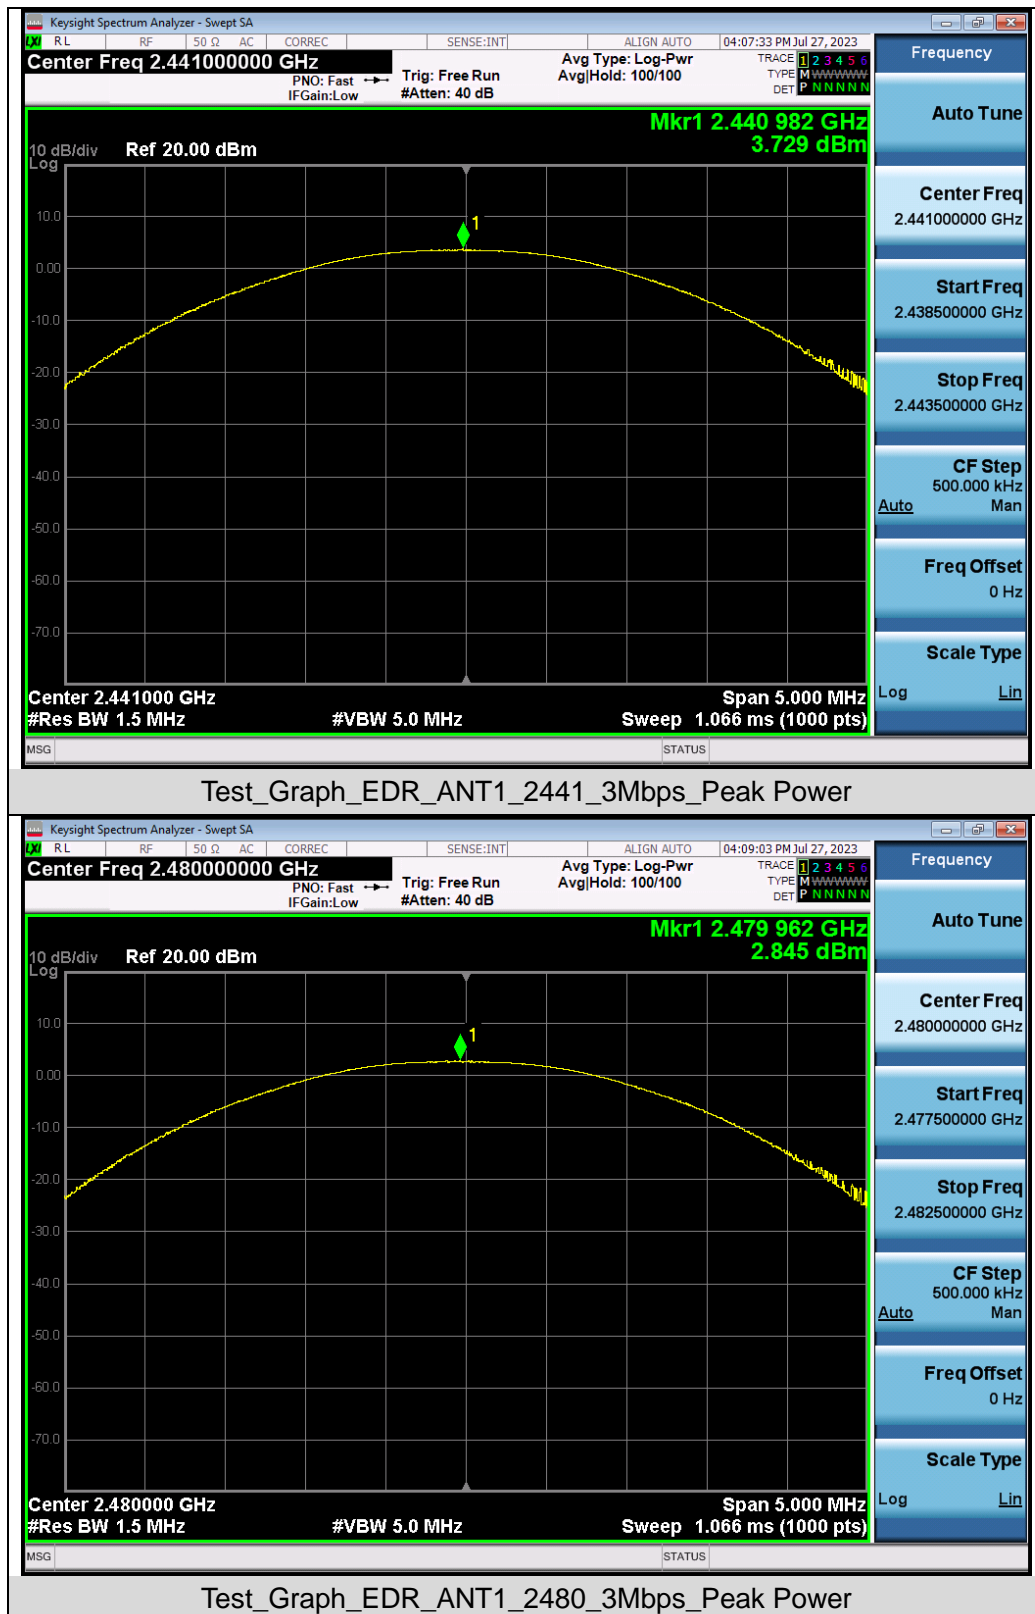 Keysight Spectrum Analyzer - Swept SA
LXI RL RF 50 Ω AC CORREC SENSE:INT ALIGN AUTO 04:07:33 PM Jul 27, 2023
Center Freq 2.441000000 GHz
PNO: Fast
IFGain:Low
Trig: Free Run
#Atten: 40 dB
Avg Type: Log-Pwr
Avg|Hold: 100/100
TRACE 1 2 3 4 5 6
TYPE M WWWWW
DET P N N N N N
Mkr1 2.440 982 GHz
3.729 dBm
10 dB/div Ref 20.00 dBm
Log
10.0
0.00
-10.0
-20.0
-30.0
-40.0
-50.0
-60.0
-70.0
1
Center 2.441000 GHz Span 5.000 MHz
#Res BW 1.5 MHz #VBW 5.0 MHz Sweep 1.066 ms (1000 pts)
MSG STATUS
Frequency
Auto Tune
Center Freq
2.441000000 GHz
Start Freq
2.438500000 GHz
Stop Freq
2.443500000 GHz
CF Step
500.000 kHz
Auto Man
Freq Offset
0 Hz
Scale Type
Log Lin
Test_Graph_EDR_ANT1_2441_3Mbps_Peak Power
Keysight Spectrum Analyzer - Swept SA
LXI RL RF 50 Ω AC CORREC SENSE:INT ALIGN AUTO 04:09:03 PM Jul 27, 2023
Center Freq 2.480000000 GHz
PNO: Fast
IFGain:Low
Trig: Free Run
#Atten: 40 dB
Avg Type: Log-Pwr
Avg|Hold: 100/100
TRACE 1 2 3 4 5 6
TYPE M WWWWW
DET P N N N N N
Mkr1 2.479 962 GHz
2.845 dBm
10 dB/div Ref 20.00 dBm
Log
10.0
0.00
-10.0
-20.0
-30.0
-40.0
-50.0
-60.0
-70.0
1
Center 2.480000 GHz Span 5.000 MHz
#Res BW 1.5 MHz #VBW 5.0 MHz Sweep 1.066 ms (1000 pts)
MSG STATUS
Frequency
Auto Tune
Center Freq
2.480000000 GHz
Start Freq
2.477500000 GHz
Stop Freq
2.482500000 GHz
CF Step
500.000 kHz
Auto Man
Freq Offset
0 Hz
Scale Type
Log Lin
Test_Graph_EDR_ANT1_2480_3Mbps_Peak Power